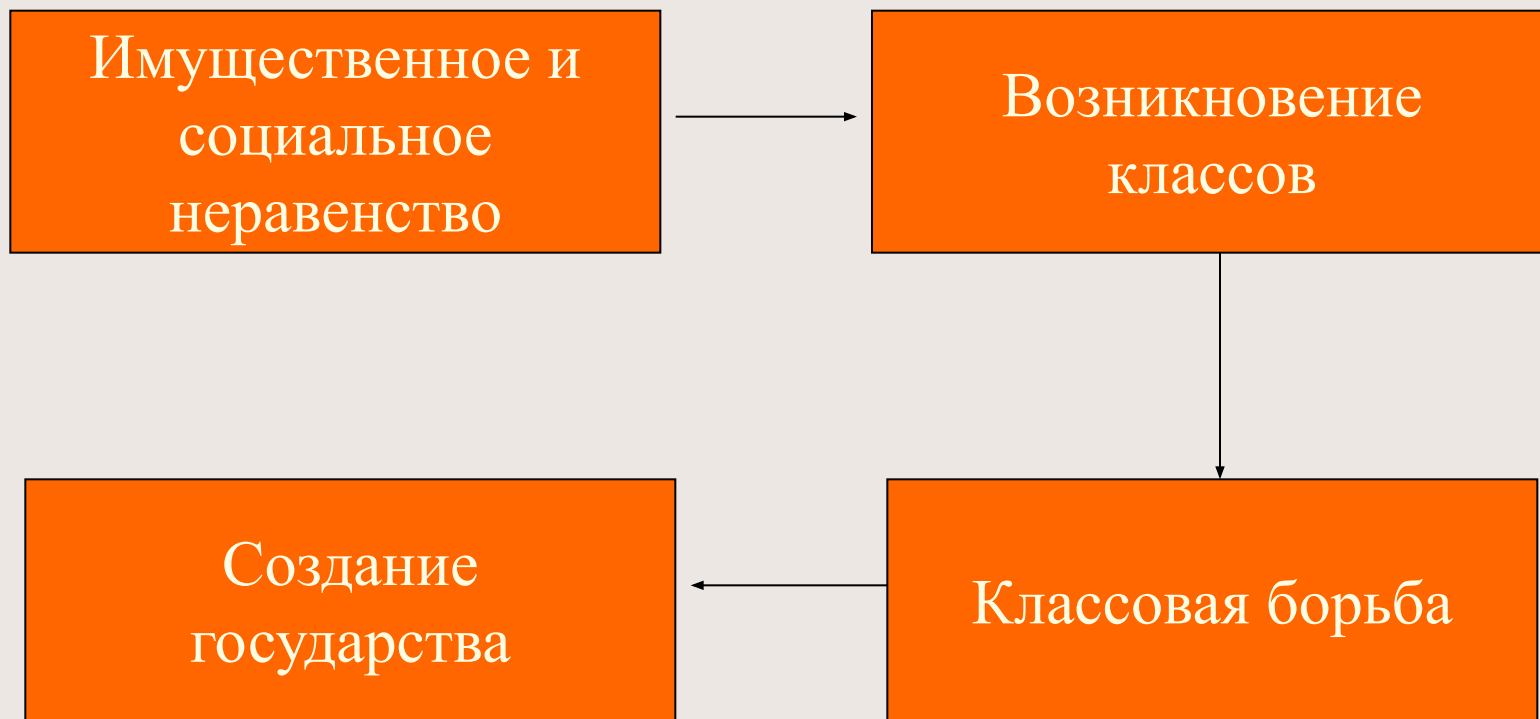 Имущественное и
социальное
неравенство
Возникновение
классов
Классовая борьба
Создание
государства